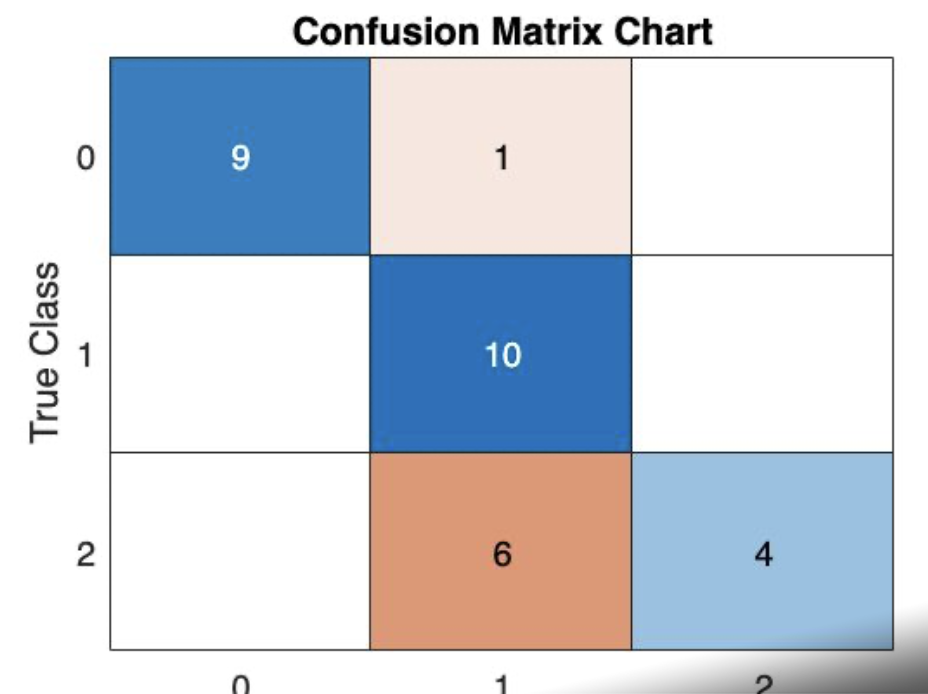 Confusion Matrix Chart
0 9 1
True Class
1 10
2 6 4
0 1 2